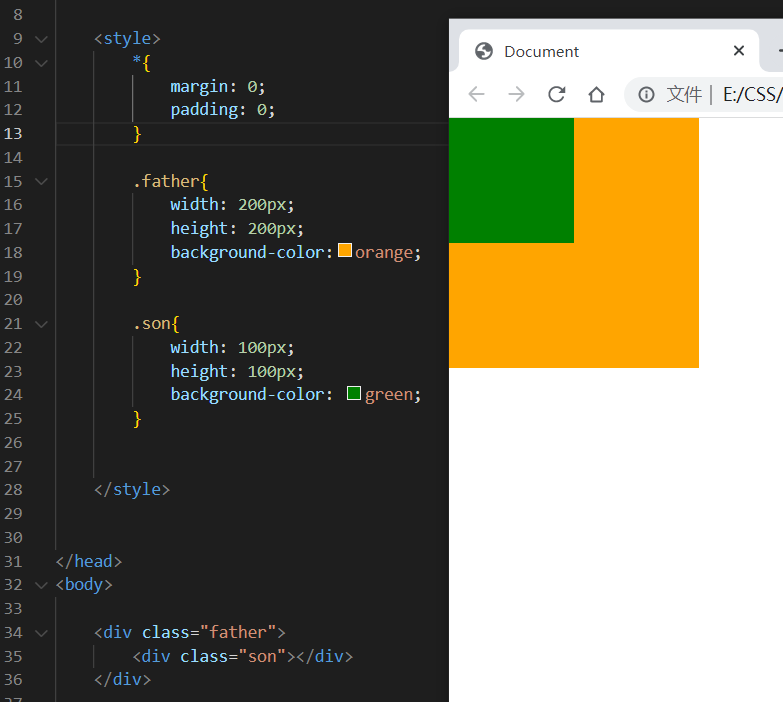 8
9 <style>
10 *{
11 margin: 0;
12 padding: 0;
13 }
14
15 .father{
16 width: 200px;
17 height: 200px;
18 background-color: orange;
19 }
20
21 .son{
22 width: 100px;
23 height: 100px;
24 background-color: green;
25 }
26
27
28 </style>
29
30
31 </head>
32 <body>
33
34 <div class="father">
35 <div class="son"></div>
36 </div>
Document
文件 | E:/CSS/